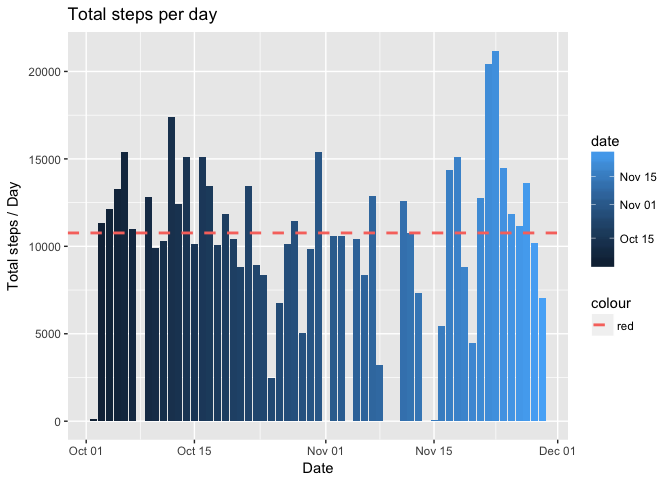 Total steps per day
Total steps / Day
20000
15000
10000
5000
0
Oct 01
Oct 15
Nov 01
Nov 15
Dec 01
Date
date
Nov 15
Nov 01
Oct 15
colour
red